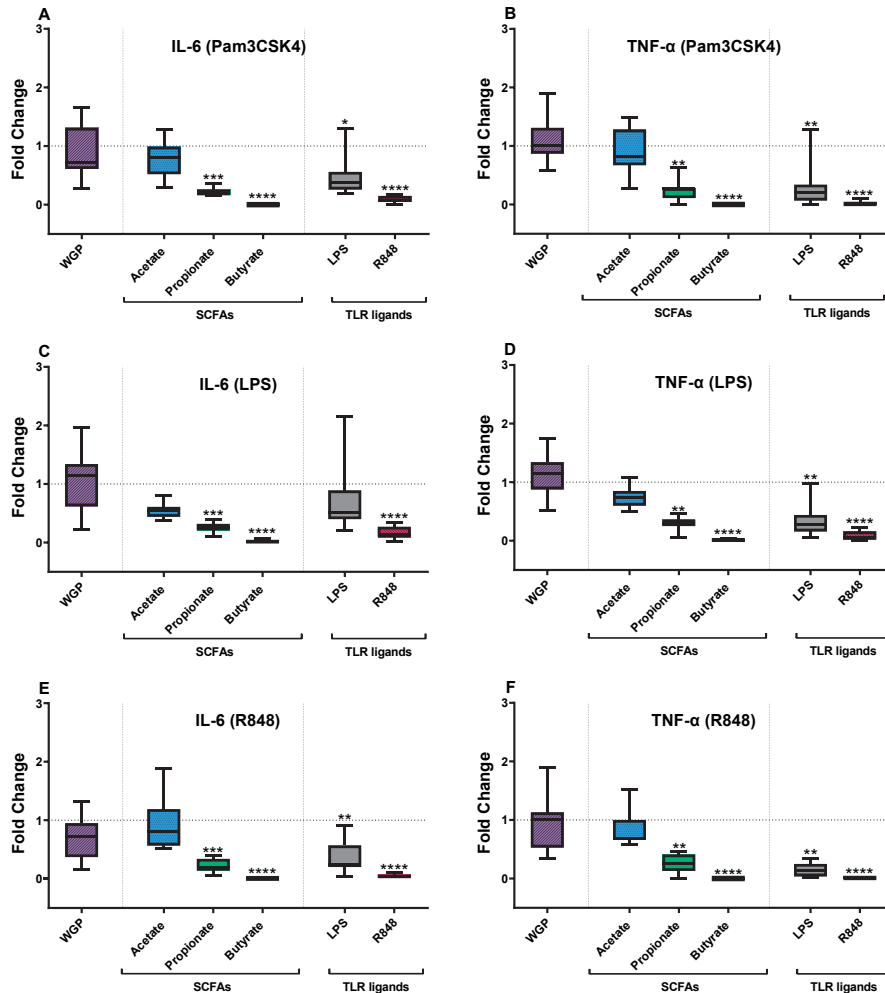 A
IL-6 (Pam3CSK4)
Fold Change
3
2
1
0
*
***
****
****
WGP
Acetate
Propionate
Butyrate
LPS
R848
SCFAs
TLR ligands
B
TNF-α (Pam3CSK4)
Fold Change
3
2
1
0
**
**
****
****
WGP
Acetate
Propionate
Butyrate
LPS
R848
SCFAs
TLR ligands
C
IL-6 (LPS)
Fold Change
3
2
1
0
***
****
****
WGP
Acetate
Propionate
Butyrate
LPS
R848
SCFAs
TLR ligands
D
TNF-α (LPS)
Fold Change
3
2
1
0
**
**
****
****
WGP
Acetate
Propionate
Butyrate
LPS
R848
SCFAs
TLR ligands
E
IL-6 (R848)
Fold Change
3
2
1
0
**
***
****
****
WGP
Acetate
Propionate
Butyrate
LPS
R848
SCFAs
TLR ligands
F
TNF-α (R848)
Fold Change
3
2
1
0
**
**
****
****
WGP
Acetate
Propionate
Butyrate
LPS
R848
SCFAs
TLR ligands